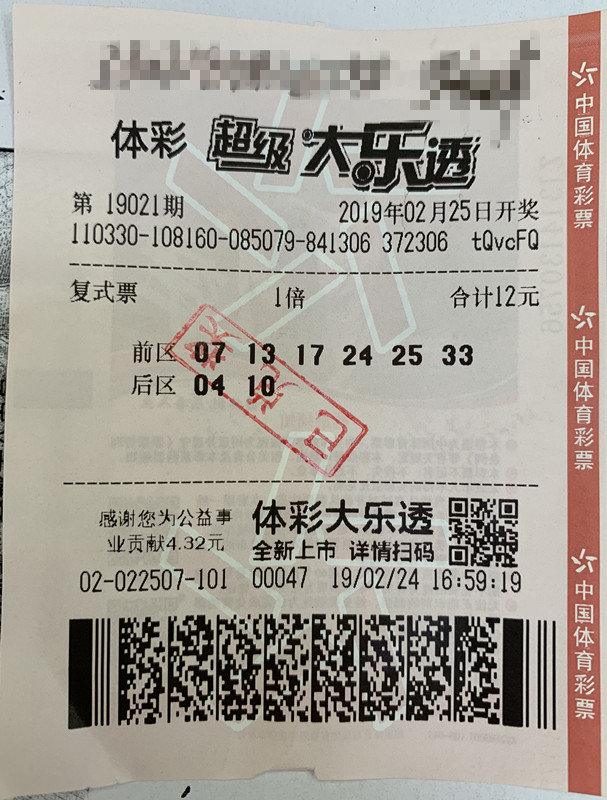 体彩 超级大乐透
第 19021期 2019年02月25日开奖
110330-108160-085079-841306 372306 tQvcFQ
复式票 1倍 合计12元
前区 07 13 17 24 25 33
后区 04 10
已兑奖
感谢您为公益事
业贡献4.32元
体彩大乐透
全新上市 详情扫码
02-022507-101 00047 19/02/24 16:59:19
中国体育彩票
中国体育彩票
中国体育彩票